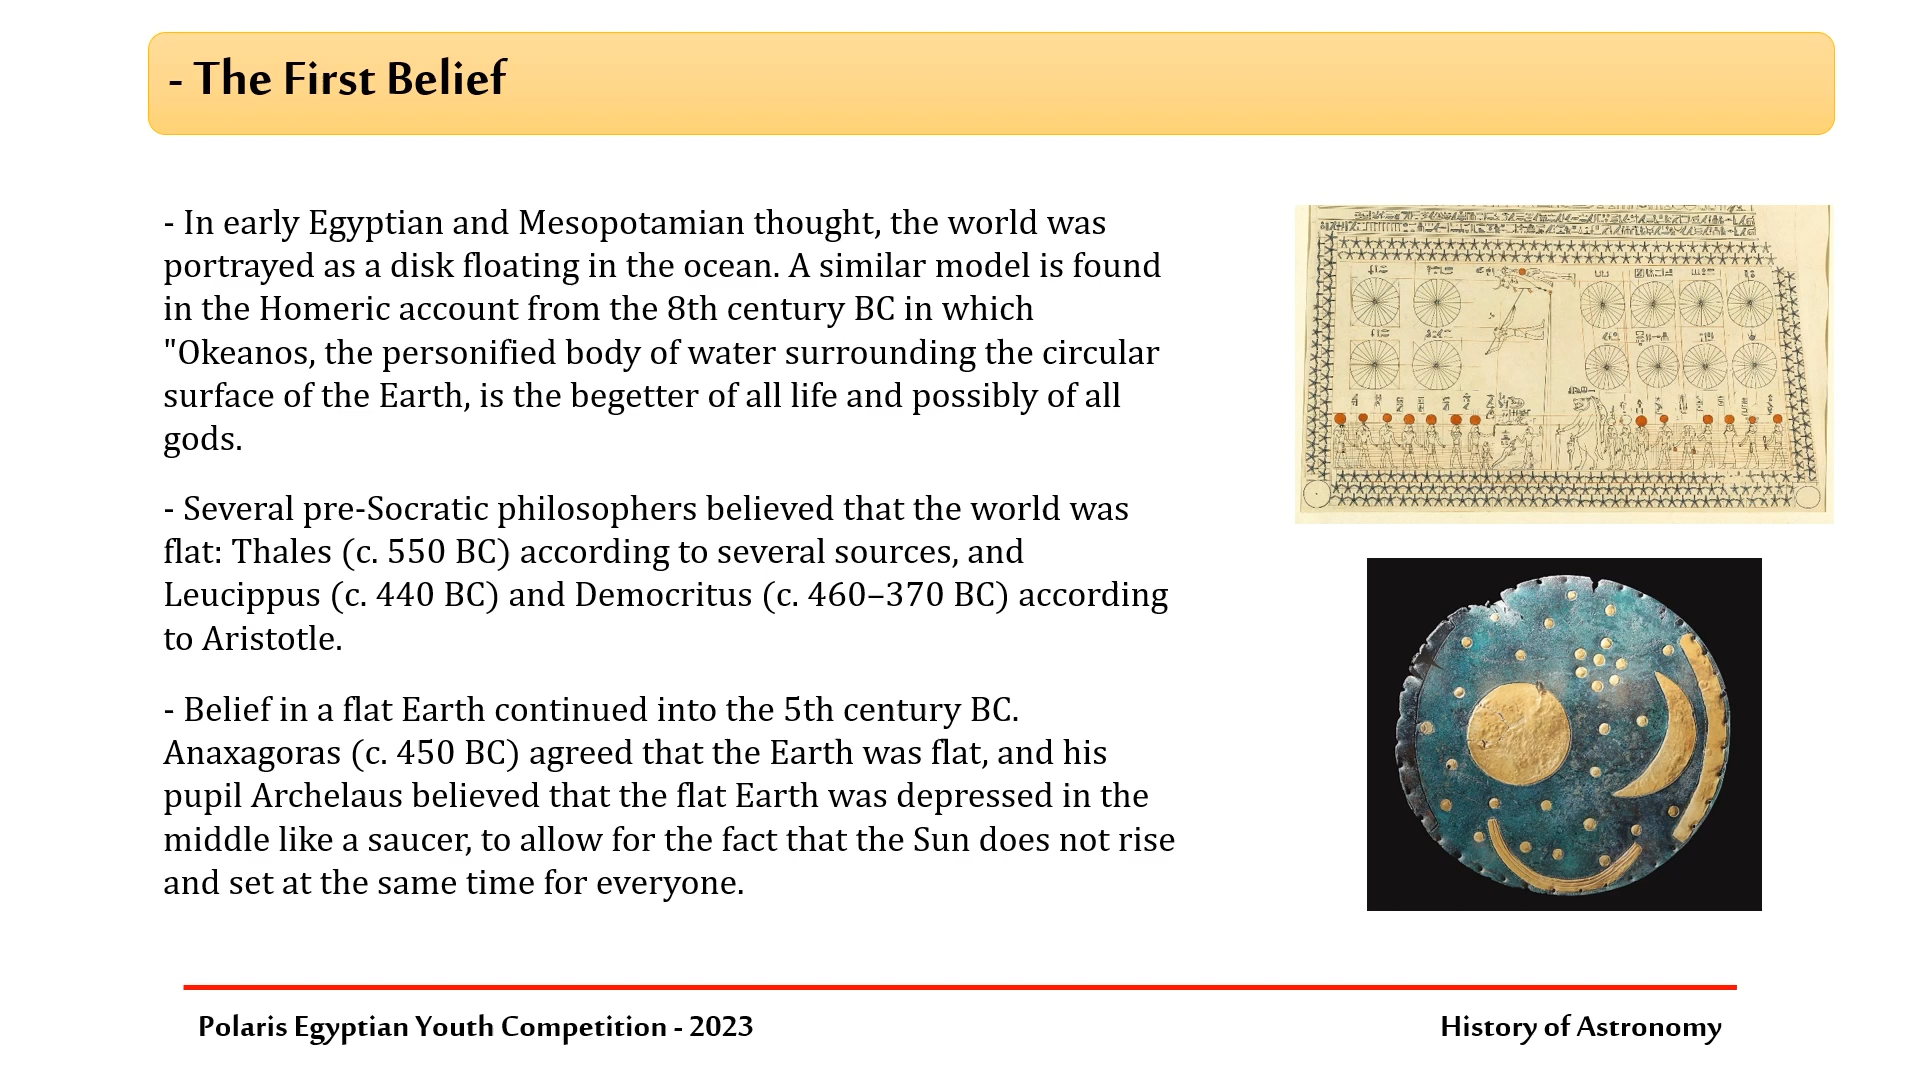 - The First Belief
- In early Egyptian and Mesopotamian thought, the world was
portrayed as a disk floating in the ocean. A similar model is found
in the Homeric account from the 8th century BC in which
"Okeanos, the personified body of water surrounding the circular
surface of the Earth, is the begetter of all life and possibly of all
gods.
- Several pre-Socratic philosophers believed that the world was
flat: Thales (c. 550 BC) according to several sources, and
Leucippus (c. 440 BC) and Democritus (c. 460–370 BC) according
to Aristotle.
- Belief in a flat Earth continued into the 5th century BC.
Anaxagoras (c. 450 BC) agreed that the Earth was flat, and his
pupil Archelaus believed that the flat Earth was depressed in the
middle like a saucer, to allow for the fact that the Sun does not rise
and set at the same time for everyone.
Polaris Egyptian Youth Competition - 2023
History of Astronomy